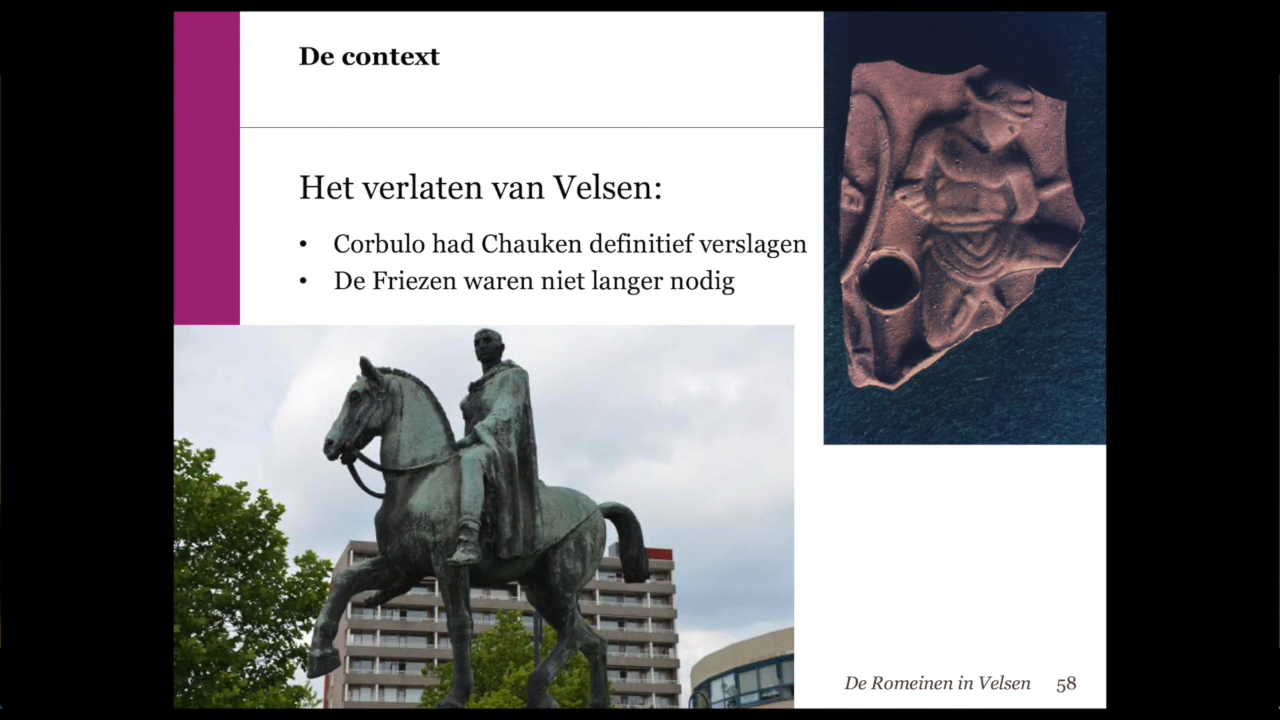 De context
Het verlaten van Velsen:
• Corbulo had Chauken definitief verslagen
• De Friezen waren niet langer nodig
De Romeinen in Velsen 58